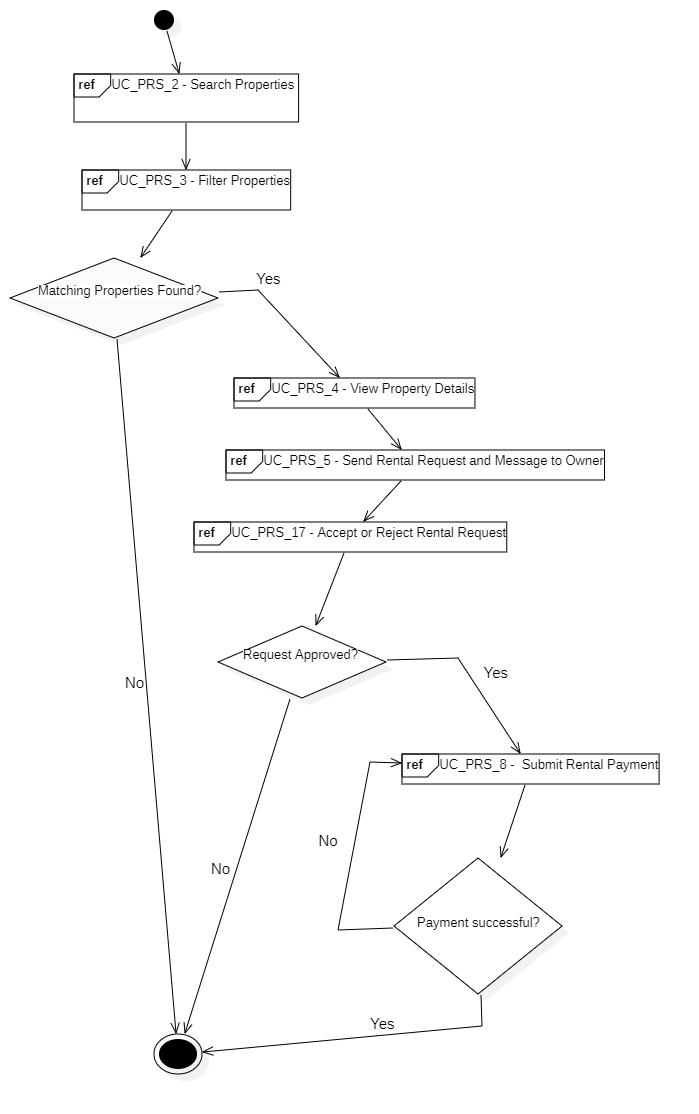 ref UC_PRS_2 - Search Properties
ref UC_PRS_3 - Filter Properties
Matching Properties Found?
Yes
ref UC_PRS_4 - View Property Details
ref UC_PRS_5 - Send Rental Request and Message to Owner
ref UC_PRS_17 - Accept or Reject Rental Request
Request Approved?
Yes
No
ref UC_PRS_8 -  Submit Rental Payment
No
No
Payment successful?
Yes